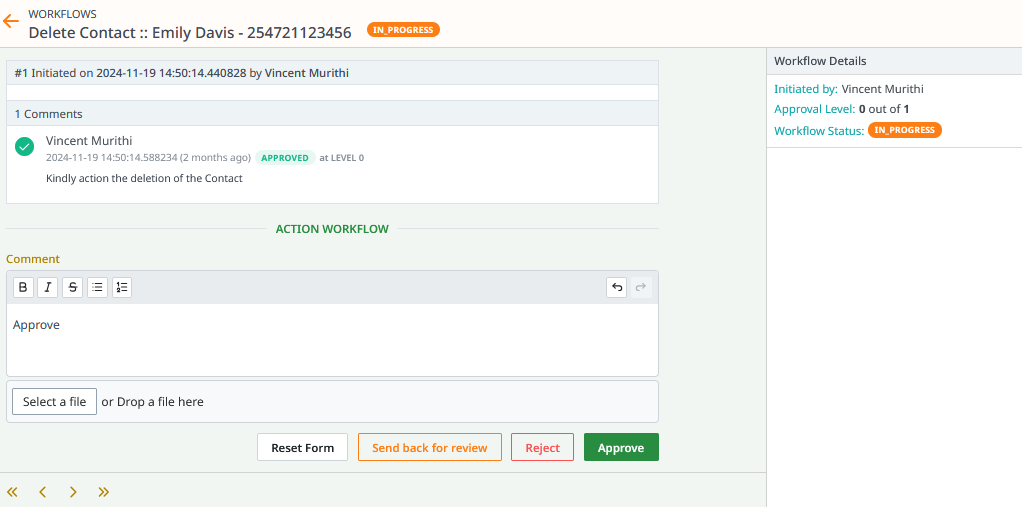 WORKFLOWS
Delete Contact :: Emily Davis - 254721123456 IN_PROGRESS
#1 Initiated on 2024-11-19 14:50:14.440828 by Vincent Murithi
1 Comments
Vincent Murithi
2024-11-19 14:50:14.588234 (2 months ago) APPROVED at LEVEL 0
Kindly action the deletion of the Contact
ACTION WORKFLOW
Comment
B I S
Approve
Select a file or Drop a file here
Reset Form Send back for review Reject Approve
Workflow Details
Initiated by: Vincent Murithi
Approval Level: 0 out of 1
Workflow Status: IN_PROGRESS